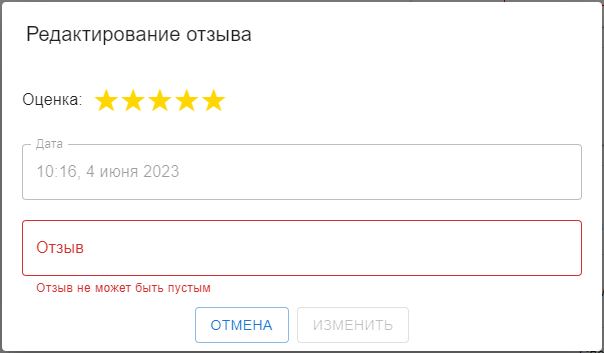 Редактирование отзыва
Оценка:
Дата
10:16, 4 июня 2023
Отзыв
Отзыв не может быть пустым
ОТМЕНА ИЗМЕНИТЬ